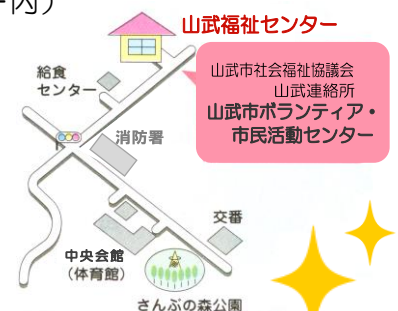 内）
山武福祉センター
山武市社会福祉協議会
山武連絡所
山武市ボランティア・
市民活動センター
給食
センター
消防署
交番
中央会館
（体育館）
さんぶの森公園